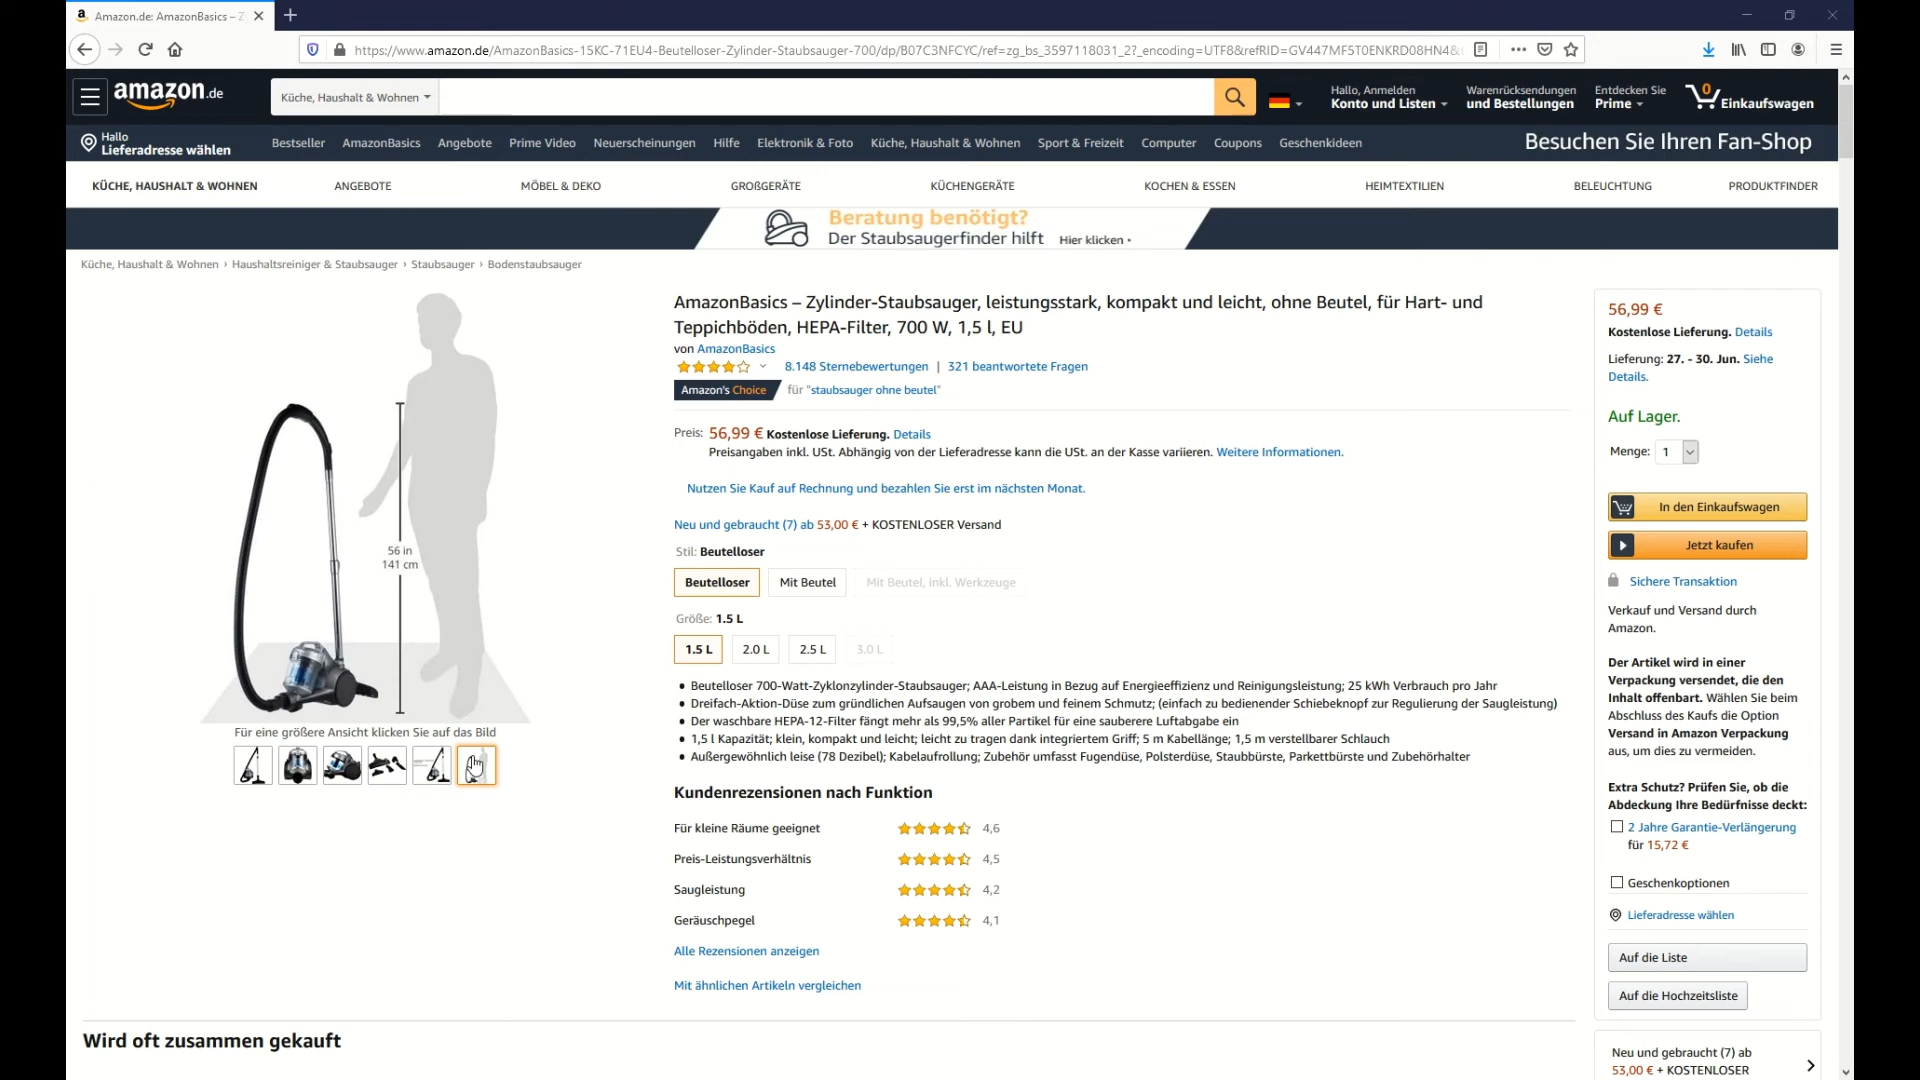 Amazon.de: AmazonBasics – Z
https://www.amazon.de/AmazonBasics-15KC-71EU4-Beutelloser-Zylinder-Staubsauger-700/dp/B07C3NFCYC/ref=zg_bs_3597118031_2?_encoding=UTF8&refRID=GV447MF5T0ENKRD08HN4&
amazon.de
Küche, Haushalt & Wohnen
Hallo, Anmelden
Konto und Listen
Warenrücksendungen
und Bestellungen
Entdecken Sie
Prime
0
Einkaufswagen
Hallo
Lieferadresse wählen
Bestseller AmazonBasics Angebote Prime Video Neuerscheinungen Hilfe Elektronik & Foto Küche, Haushalt & Wohnen Sport & Freizeit Computer Coupons Geschenkideen
Besuchen Sie Ihren Fan-Shop
KÜCHE, HAUSHALT & WOHNEN ANGEBOTE MÖBEL & DEKO GROßGERÄTE KÜCHENGERÄTE KOCHEN & ESSEN HEIMTEXTILIEN BELEUCHTUNG PRODUKTFINDER
Beratung benötigt?
Der Staubsaugerfinder hilft Hier klicken
Küche, Haushalt & Wohnen › Haushaltsreiniger & Staubsauger › Staubsauger › Bodenstaubsauger
56 in
141 cm
Für eine größere Ansicht klicken Sie auf das Bild
AmazonBasics – Zylinder-Staubsauger, leistungsstark, kompakt und leicht, ohne Beutel, für Hart- und
Teppichböden, HEPA-Filter, 700 W, 1,5 l, EU
von AmazonBasics
8.148 Sternebewertungen | 321 beantwortete Fragen
Amazon's Choice für "staubsauger ohne beutel"
Preis: 56,99 € Kostenlose Lieferung. Details
Preisangaben inkl. USt. Abhängig von der Lieferadresse kann die USt. an der Kasse variieren. Weitere Informationen.
Nutzen Sie Kauf auf Rechnung und bezahlen Sie erst im nächsten Monat.
Neu und gebraucht (7) ab 53,00 € + KOSTENLOSER Versand
Stil: Beutelloser
Beutelloser Mit Beutel Mit Beutel, inkl. Werkzeuge
Größe: 1.5 L
1.5 L 2.0 L 2.5 L 3.0 L
• Beutelloser 700-Watt-Zyklonzylinder-Staubsauger; AAA-Leistung in Bezug auf Energieeffizienz und Reinigungsleistung; 25 kWh Verbrauch pro Jahr
• Dreifach-Aktion-Düse zum gründlichen Aufsaugen von grobem und feinem Schmutz; (einfach zu bedienender Schiebeknopf zur Regulierung der Saugleistung)
• Der waschbare HEPA-12-Filter fängt mehr als 99,5% aller Partikel für eine sauberere Luftabgabe ein
• 1,5 l Kapazität; klein, kompakt und leicht; leicht zu tragen dank integriertem Griff; 5 m Kabellänge; 1,5 m verstellbarer Schlauch
• Außergewöhnlich leise (78 Dezibel); Kabelaufrollung; Zubehör umfasst Fugendüse, Polsterdüse, Staubbürste, Parkettbürste und Zubehörhalter
Kundenrezensionen nach Funktion
Für kleine Räume geeignet 4,6
Preis-Leistungsverhältnis 4,5
Saugleistung 4,2
Geräuschpegel 4,1
Alle Rezensionen anzeigen
Mit ähnlichen Artikeln vergleichen
Wird oft zusammen gekauft
56,99 €
Kostenlose Lieferung. Details
Lieferung: 27. - 30. Jun. Siehe
Details.
Auf Lager.
Menge: 1
In den Einkaufswagen
Jetzt kaufen
Sichere Transaktion
Verkauf und Versand durch
Amazon.
Der Artikel wird in einer
Verpackung versendet, die den
Inhalt offenbart. Wählen Sie beim
Abschluss des Kaufs die Option
Versand in Amazon Verpackung
aus, um dies zu vermeiden.
Extra Schutz? Prüfen Sie, ob die
Abdeckung Ihre Bedürfnisse deckt:
2 Jahre Garantie-Verlängerung
für 15,72 €
Geschenkoptionen
Lieferadresse wählen
Auf die Liste
Auf die Hochzeitsliste
Neu und gebraucht (7) ab
53,00 € + KOSTENLOSER